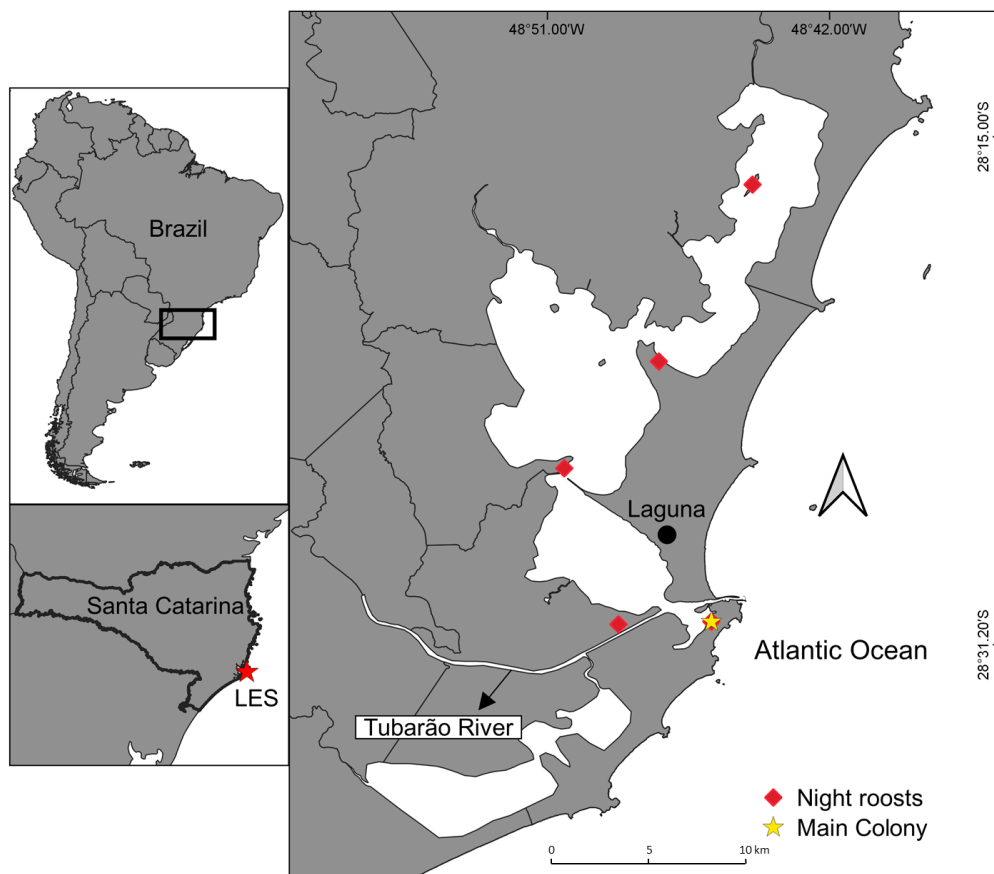 48°51.00'W
48°42.00'W
28°15.00'S
Brazil
Laguna
Santa Catarina
LES
Atlantic Ocean
28°31.20'S
Tubarão River
Night roosts
Main Colony
0
5
10 km